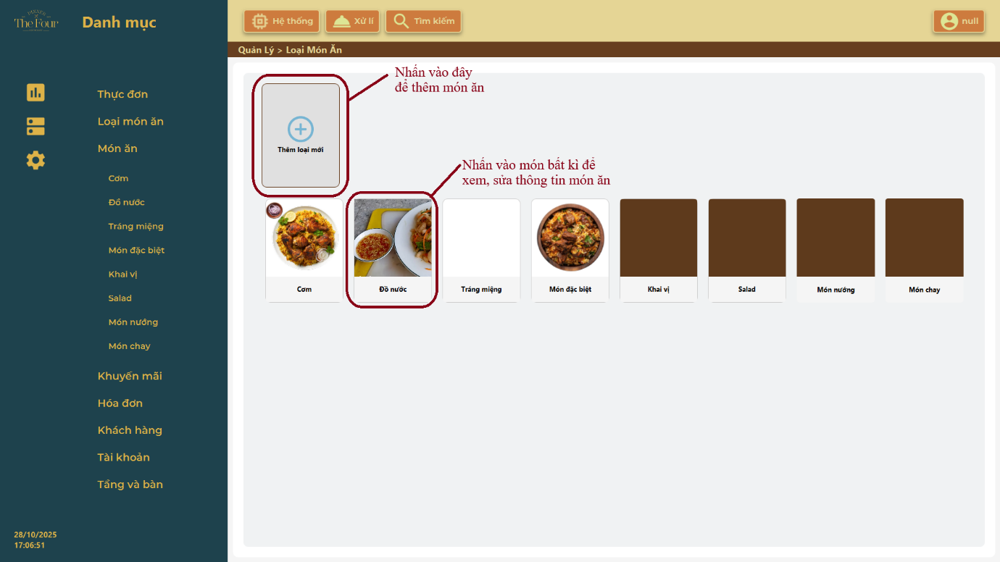 DINNER
The Four
Danh mục
Hệ thống
Xử lí
Tìm kiếm
null
Quản Lý > Loại Món Ăn
Nhấn vào đây
để thêm món ăn
Thêm loại mới
Nhấn vào món bất kì để
xem, sửa thông tin món ăn
Cơm
Đồ nước
Tráng miệng
Món đặc biệt
Khai vị
Salad
Món nướng
Món chay
Thực đơn
Loại món ăn
Món ăn
Cơm
Đồ nước
Tráng miệng
Món đặc biệt
Khai vị
Salad
Món nướng
Món chay
Khuyến mãi
Hóa đơn
Khách hàng
Tài khoản
Tầng và bàn
28/10/2025
17:06:51